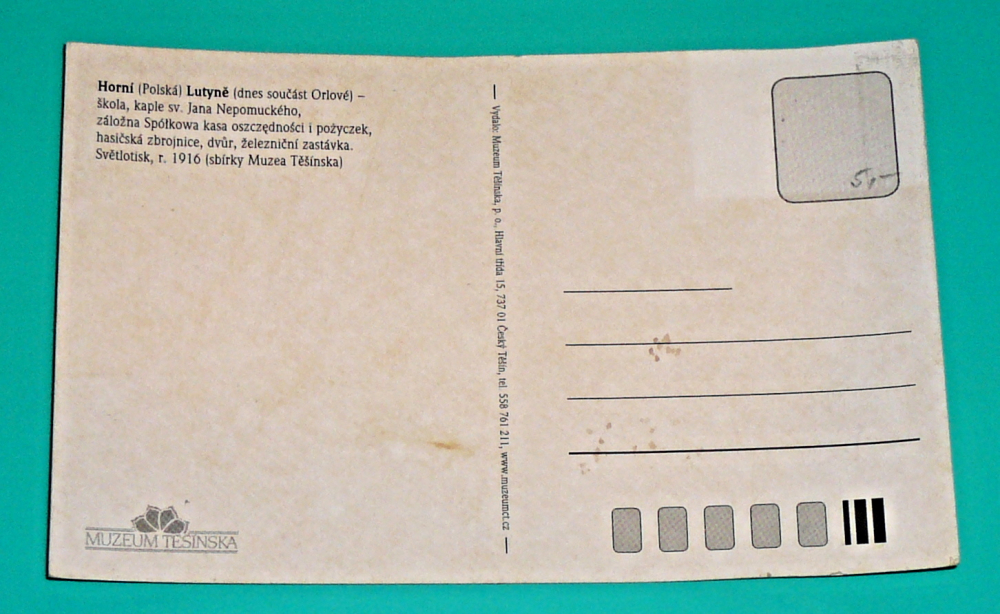 Horní (Polská) Lutyně (dnes součást Orlové) –
škola, kaple sv. Jana Nepomuckého,
záložna Spółkowa kasa oszczędności i pożyczek,
hasičská zbrojnice, dvůr, železniční zastávka.
Světlotisk, r. 1916 (sbírky Muzea Těšínska)
MUZEUM TĚŠÍNSKA
Vydalo: Muzeum Těšínska, p. o., Hlavní třída 15, 737 01 Český Těšín, tel. 558 761 211, www.muzeumct.cz
5,-